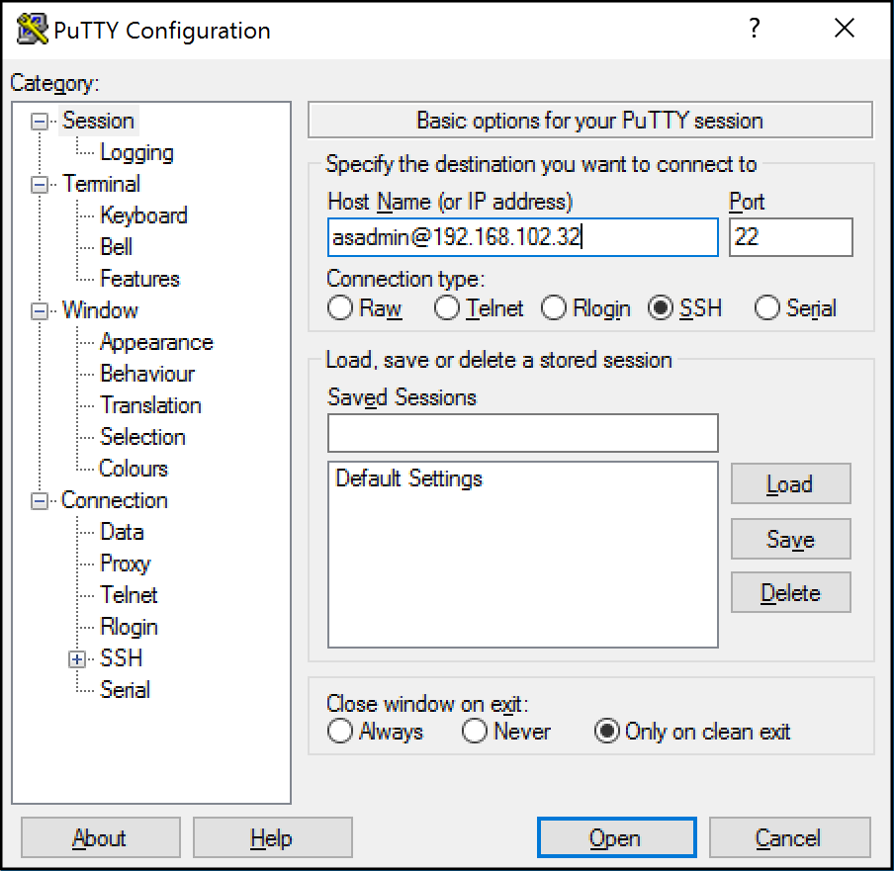 PuTTY Configuration
?
Category:
Session
Logging
Terminal
Keyboard
Bell
Features
Window
Appearance
Behaviour
Translation
Selection
Colours
Connection
Data
Proxy
Telnet
Rlogin
SSH
Serial
Basic options for your PuTTY session
Specify the destination you want to connect to
Host Name (or IP address) Port
asadmin@192.168.102.32 22
Connection type:
Raw Telnet Rlogin SSH Serial
Load, save or delete a stored session
Saved Sessions
Default Settings
Load
Save
Delete
Close window on exit:
Always Never Only on clean exit
About Help Open Cancel